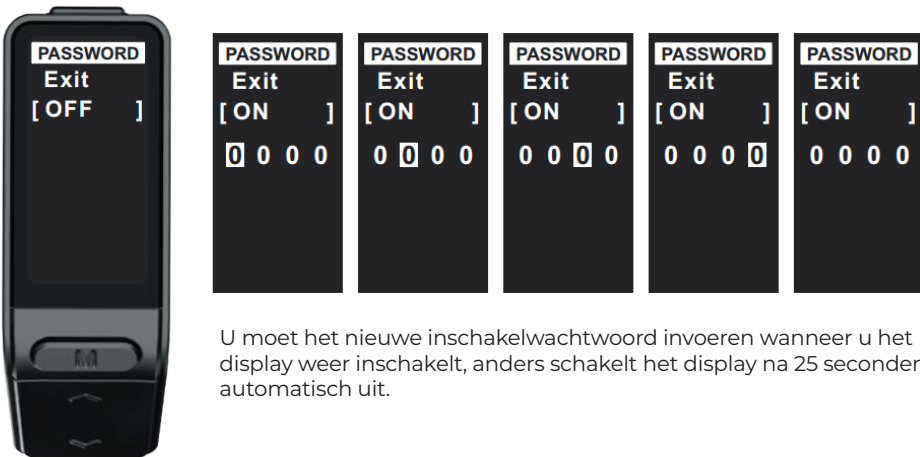 PASSWORD
Exit
[ OFF ]
M
PASSWORD
Exit
[ ON ]
0 0 0 0
PASSWORD
Exit
[ ON ]
0 0 0 0
PASSWORD
Exit
[ ON ]
0 0 0 0
PASSWORD
Exit
[ ON ]
0 0 0 0
PASSWORD
Exit
[ ON ]
0 0 0 0
U moet het nieuwe inschakelwachtwoord invoeren wanneer u het
display weer inschakelt, anders schakelt het display na 25 seconden
automatisch uit.